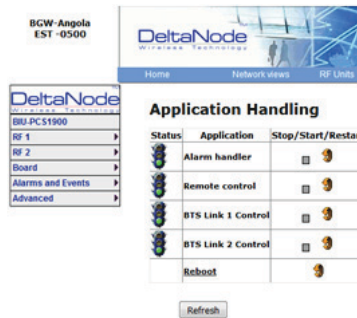 BGW-Angola
EST -0500
DeltaNode
Wireless Technology
Home Network views RF Units
DeltaNode
Wireless Technology
BIU-PCS1900
RF 1
RF 2
Board
Alarms and Events
Advanced
Application Handling
Status Application Stop/Start/Restar
Alarm handler
Remote control
BTS Link 1 Control
BTS Link 2 Control
Reboot
Refresh